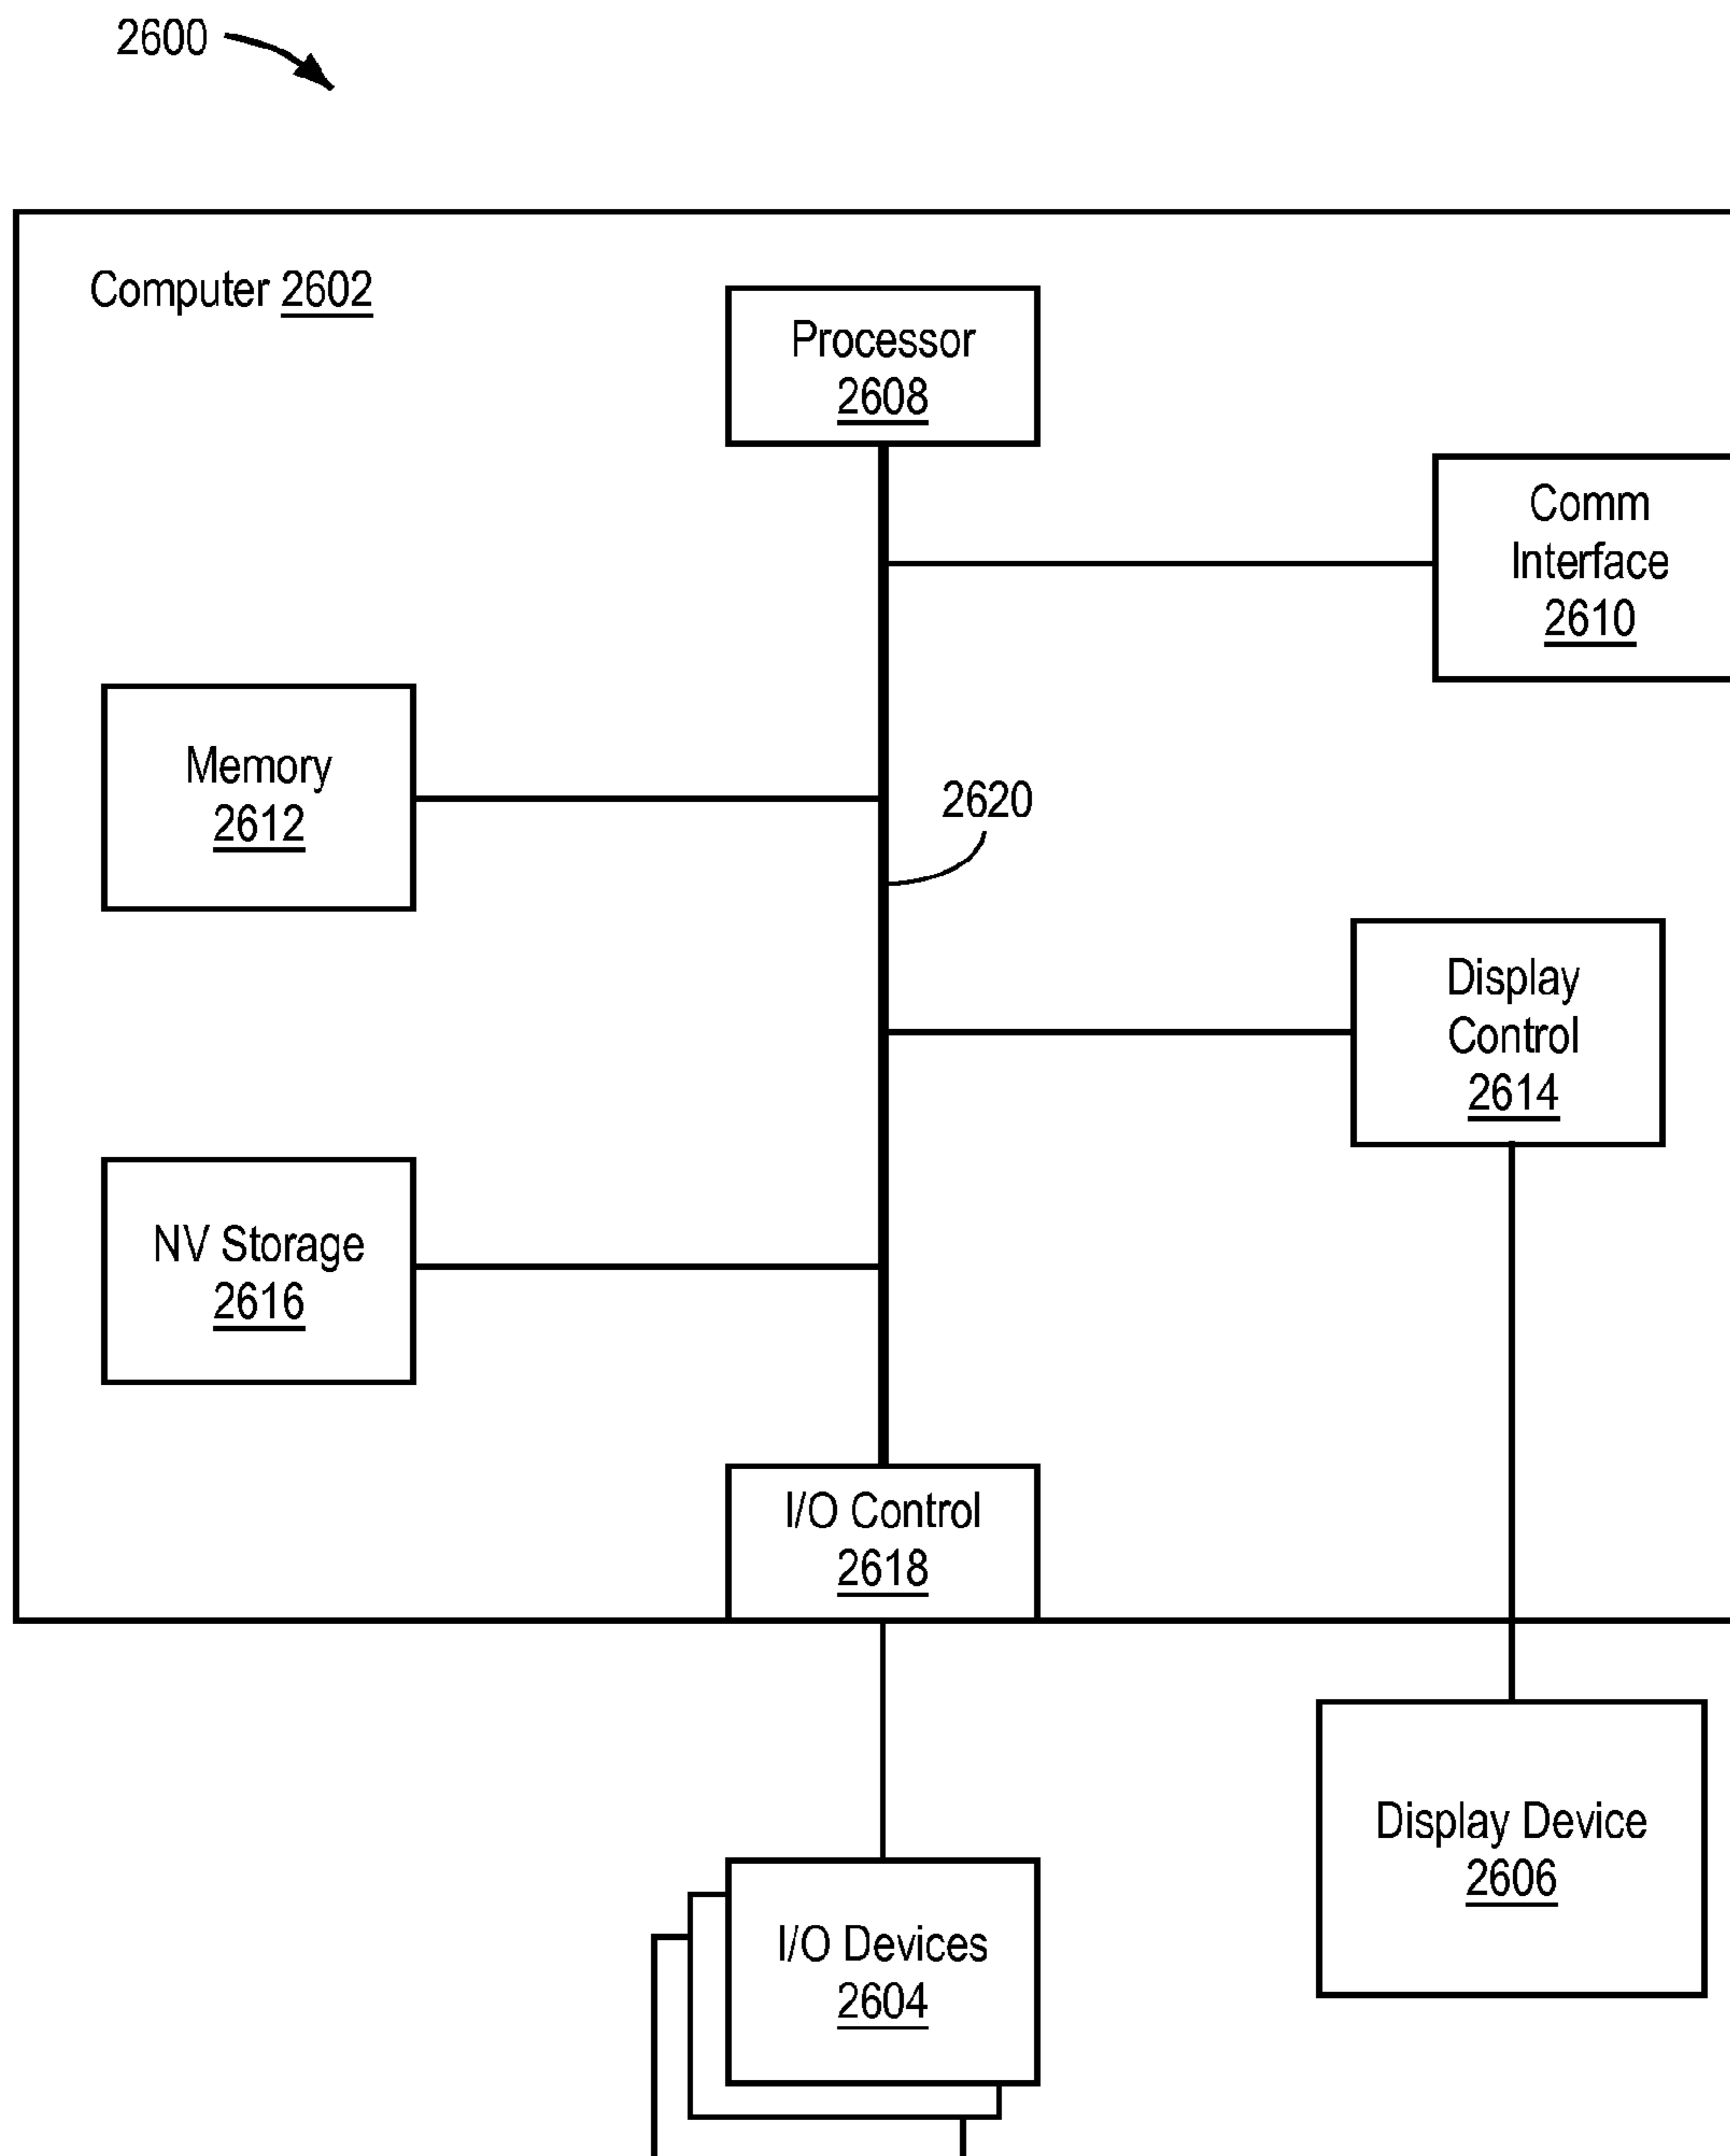 2600
Computer 2602
Processor
2608
Comm
Interface
2610
Memory
2612
2620
Display
Control
2614
NV Storage
2616
I/O Control
2618
Display Device
2606
I/O Devices
2604